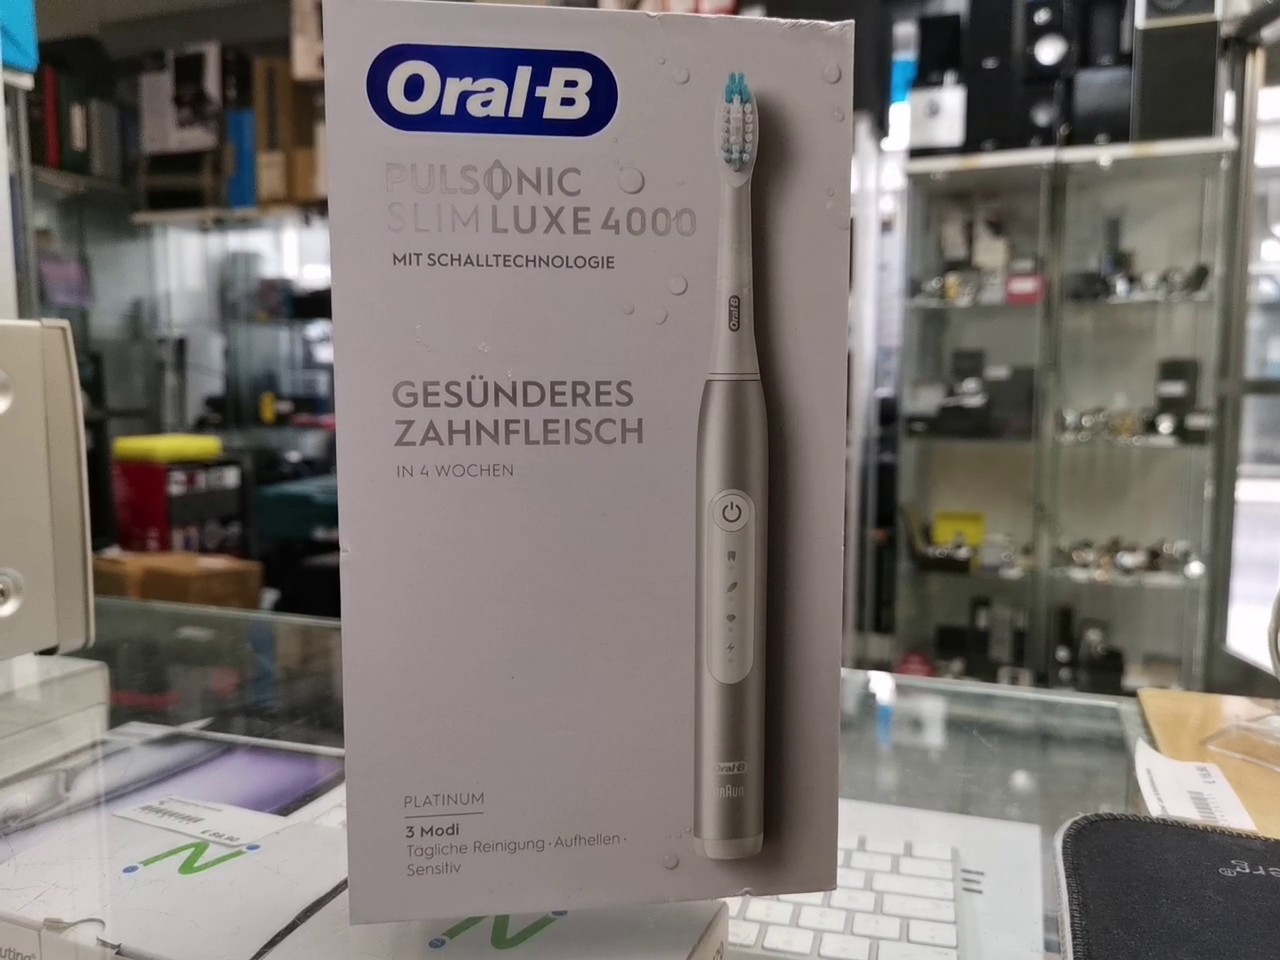 Oral-B
PULSONIC
SLIM LUXE 4000
MIT SCHALLTECHNOLOGIE
Oral-B
GESÜNDERES
ZAHNFLEISCH
IN 4 WOCHEN
Oral-B
BRAUN
PLATINUM
3 Modi
Tägliche Reinigung · Aufhellen ·
Sensitiv